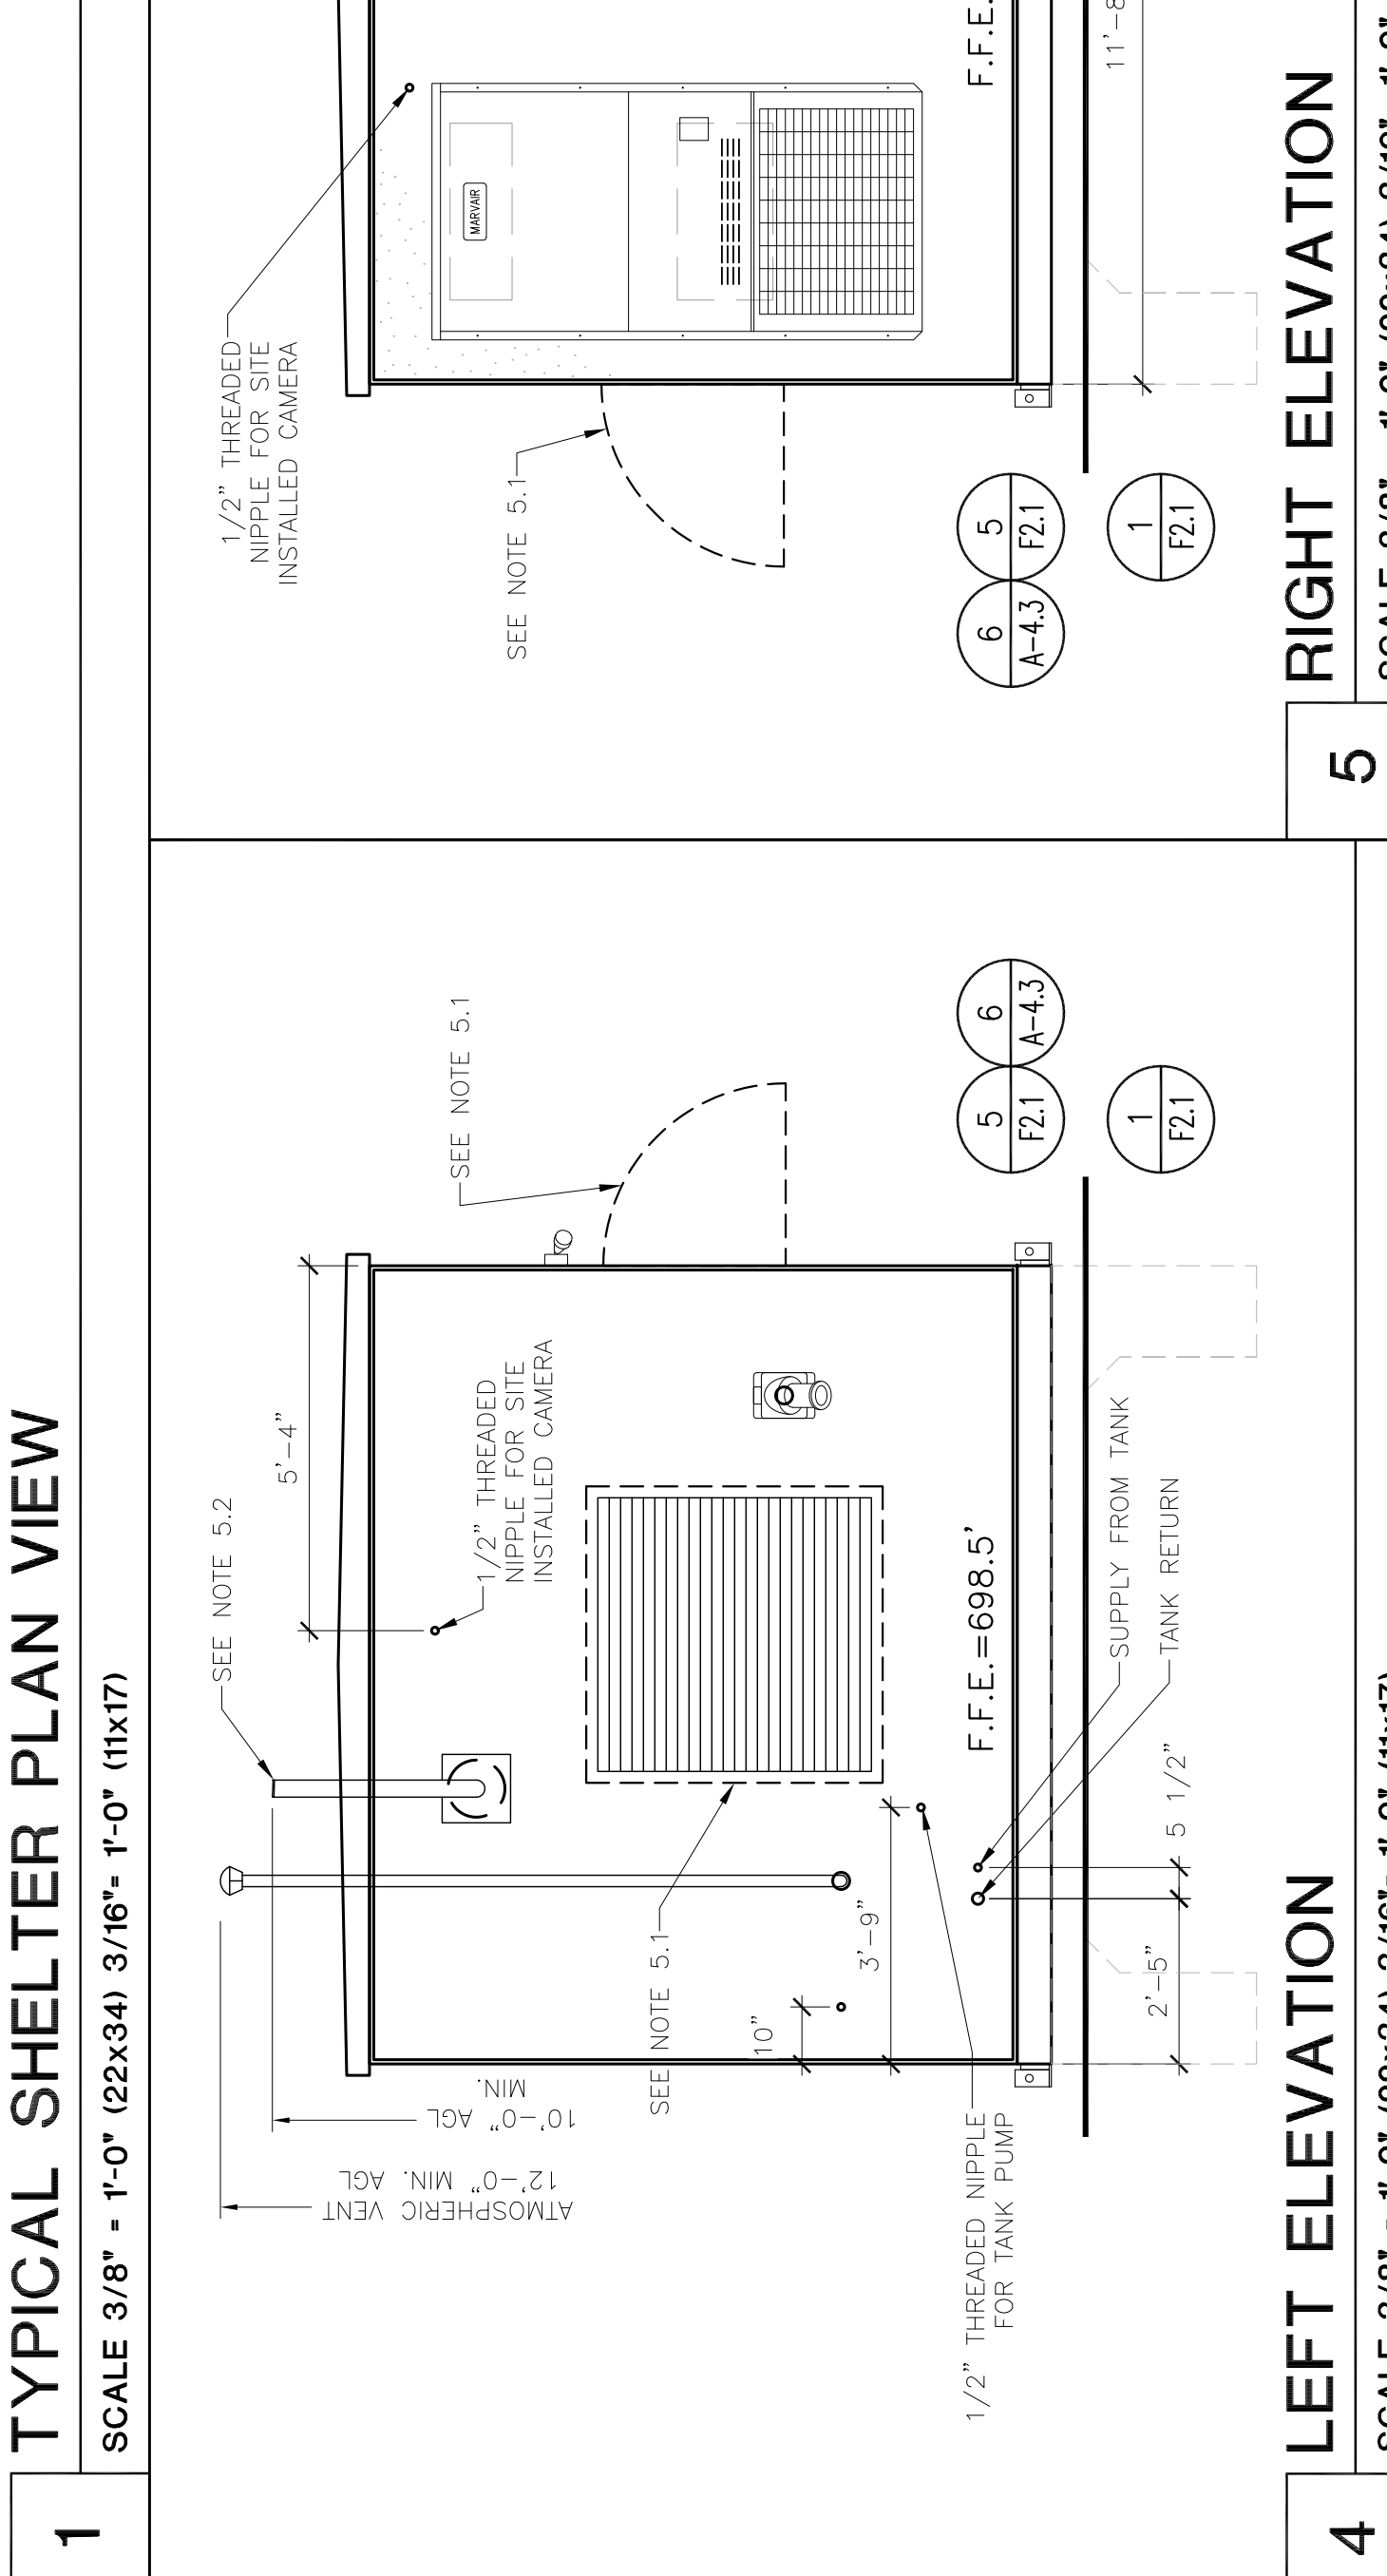 1
TYPICAL SHELTER PLAN VIEW
SCALE 3/8" = 1'-0" (22x34) 3/16"= 1'-0" (11x17)
ATMOSPHERIC VENT
12'-0" MIN. AGL
10'-0" AGL
MIN.
SEE NOTE 5.2
5'-4"
1/2" THREADED
NIPPLE FOR SITE
INSTALLED CAMERA
SEE NOTE 5.1
SEE NOTE 5.1
10"
3'-9"
1/2" THREADED NIPPLE
FOR TANK PUMP
F.F.E.=698.5'
SUPPLY FROM TANK
TANK RETURN
2'-5"
5 1/2"
5
F2.1
6
A-4.3
1
F2.1
4
LEFT ELEVATION
1/2" THREADED
NIPPLE FOR SITE
INSTALLED CAMERA
MARVAIR
SEE NOTE 5.1
F.F.E.
11'-8
6
A-4.3
5
F2.1
1
F2.1
5
RIGHT ELEVATION